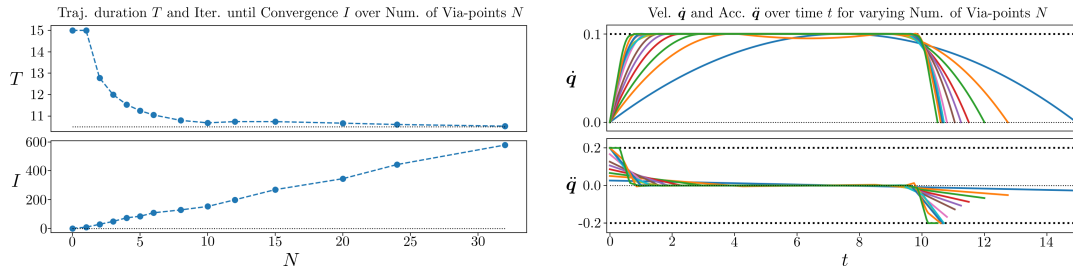 Traj. duration T and Iter. until Convergence I over Num. of Via-points N
15
14
13
12
11
T
600
400
200
0
I
0 5 10 15 20 25 30
N
Vel. q̇ and Acc. q̈ over time t for varying Num. of Via-points N
0.1
0.0
q̇
0.2
0.0
-0.2
q̈
0 2 4 6 8 10 12 14
t